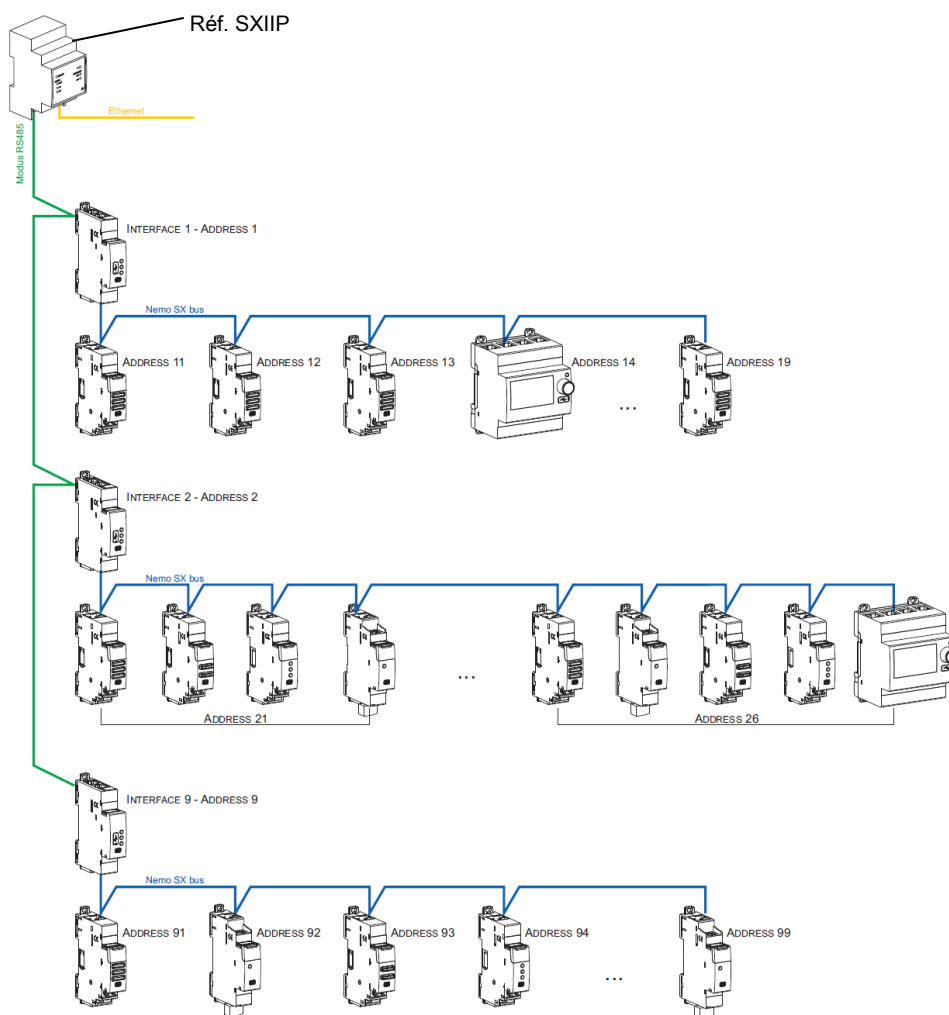 Réf. SXIIP
Ethernet
Modus RS485
INTERFACE 1 - ADDRESS 1
Nemo SX bus
ADDRESS 11
ADDRESS 12
ADDRESS 13
ADDRESS 14
...
ADDRESS 19
INTERFACE 2 - ADDRESS 2
Nemo SX bus
...
ADDRESS 21
ADDRESS 26
INTERFACE 9 - ADDRESS 9
Nemo SX bus
ADDRESS 91
ADDRESS 92
ADDRESS 93
ADDRESS 94
...
ADDRESS 99